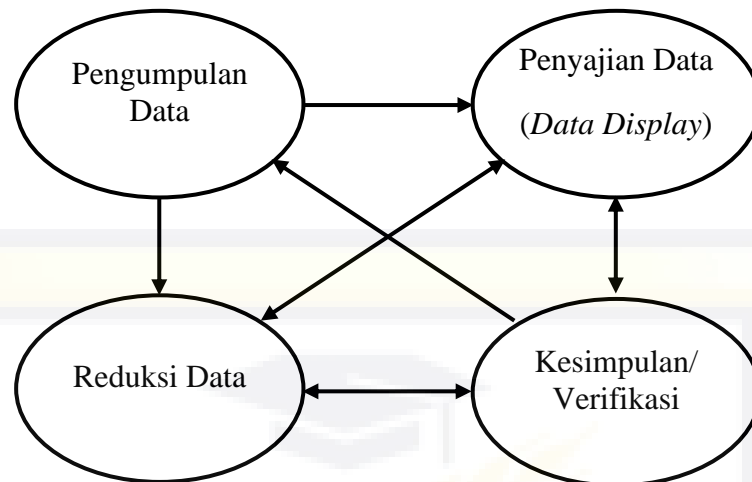 Pengumpulan
Data
Penyajian Data
(Data Display)
Reduksi Data
Kesimpulan/
Verifikasi